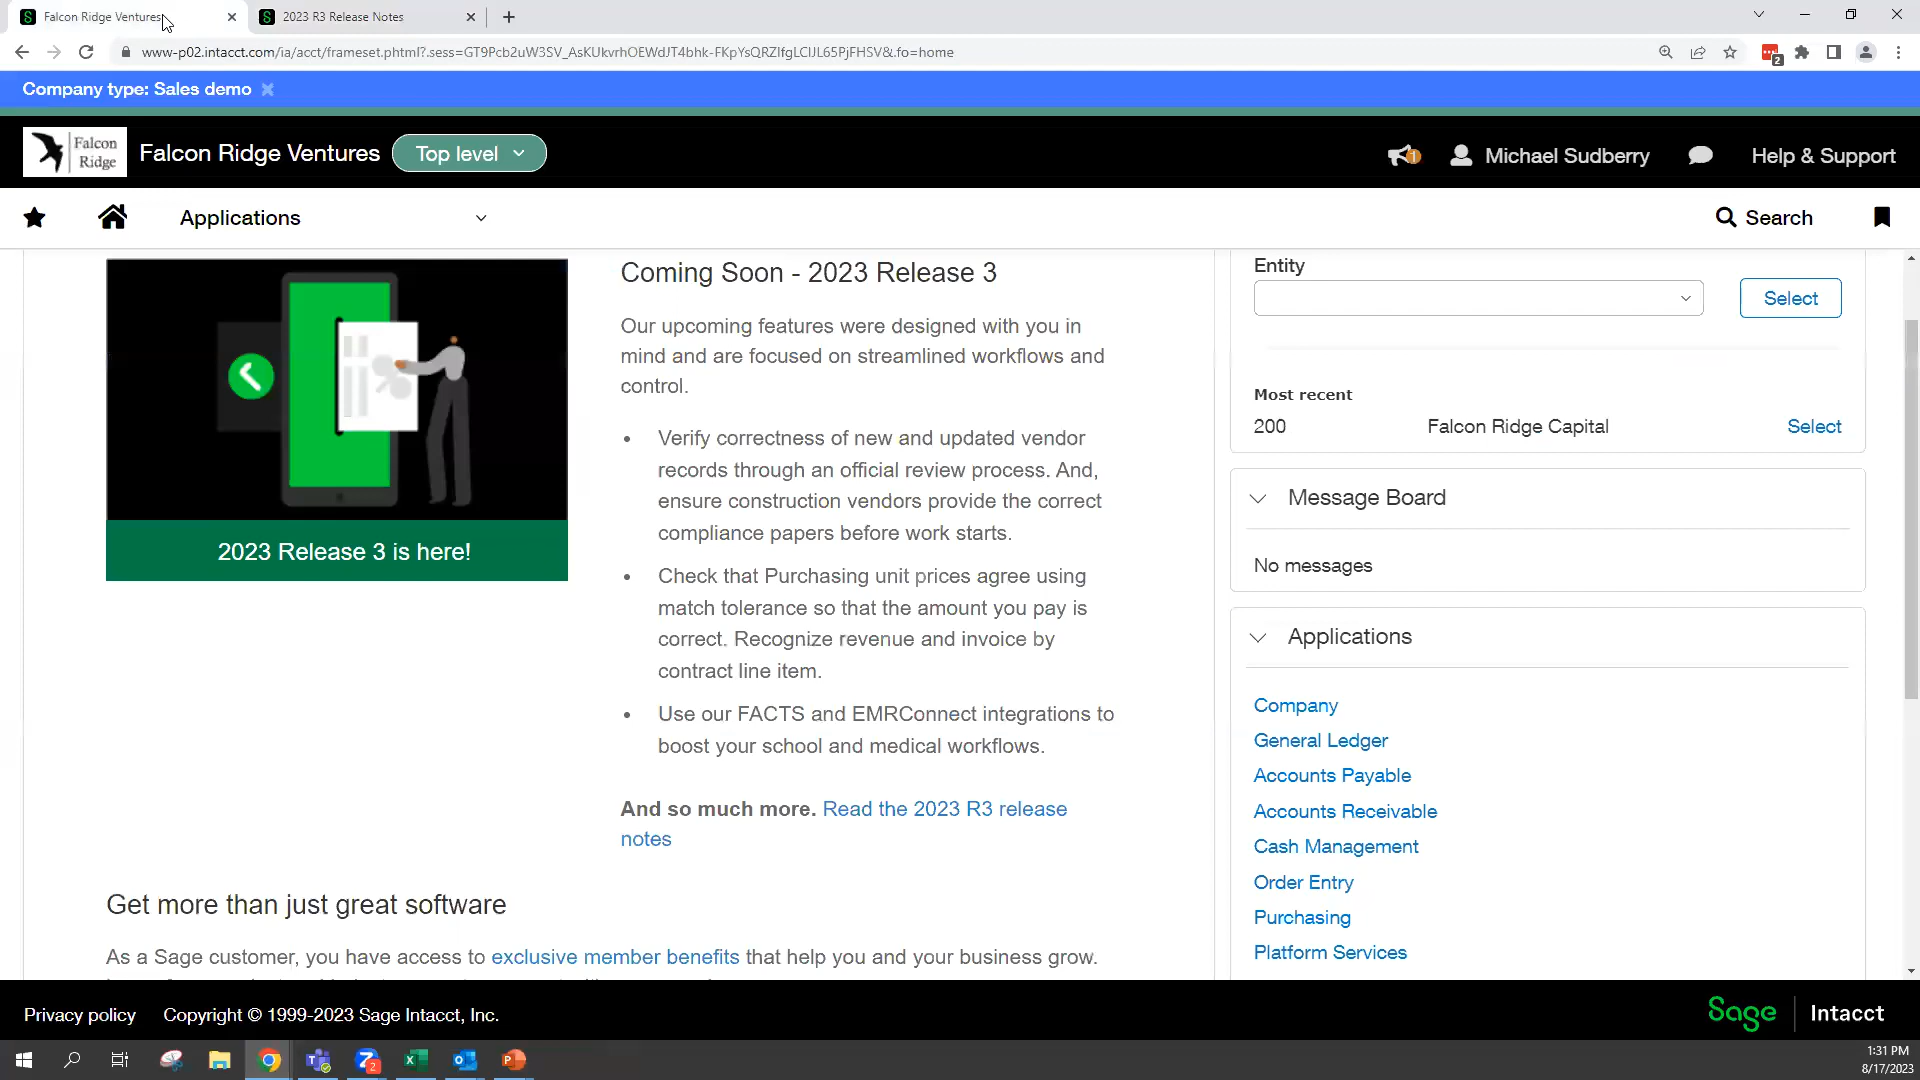 Falcon Ridge Ventures
2023 R3 Release Notes
www-p02.intacct.com/ia/acct/frameset.phtml?.sess=GT9Pcb2uW3SV_AsKUkvrhOEWdJT4bhk-FKpYsQRZIfgLCIJL65PjFHSV&.fo=home
2
Company type: Sales demo
Falcon Ridge
Falcon Ridge Ventures
Top level
1
Michael Sudberry
Help & Support
Applications
Search
Coming Soon - 2023 Release 3
Our upcoming features were designed with you in
mind and are focused on streamlined workflows and
control.
• Verify correctness of new and updated vendor
records through an official review process. And,
ensure construction vendors provide the correct
compliance papers before work starts.
• Check that Purchasing unit prices agree using
match tolerance so that the amount you pay is
correct. Recognize revenue and invoice by
contract line item.
• Use our FACTS and EMRConnect integrations to
boost your school and medical workflows.
And so much more. Read the 2023 R3 release
notes
2023 Release 3 is here!
Get more than just great software
As a Sage customer, you have access to exclusive member benefits that help you and your business grow.
Entity
Select
Most recent
200 Falcon Ridge Capital Select
Message Board
No messages
Applications
Company
General Ledger
Accounts Payable
Accounts Receivable
Cash Management
Order Entry
Purchasing
Platform Services
Privacy policy
Copyright © 1999-2023 Sage Intacct, Inc.
Sage Intacct
1:31 PM
8/17/2023